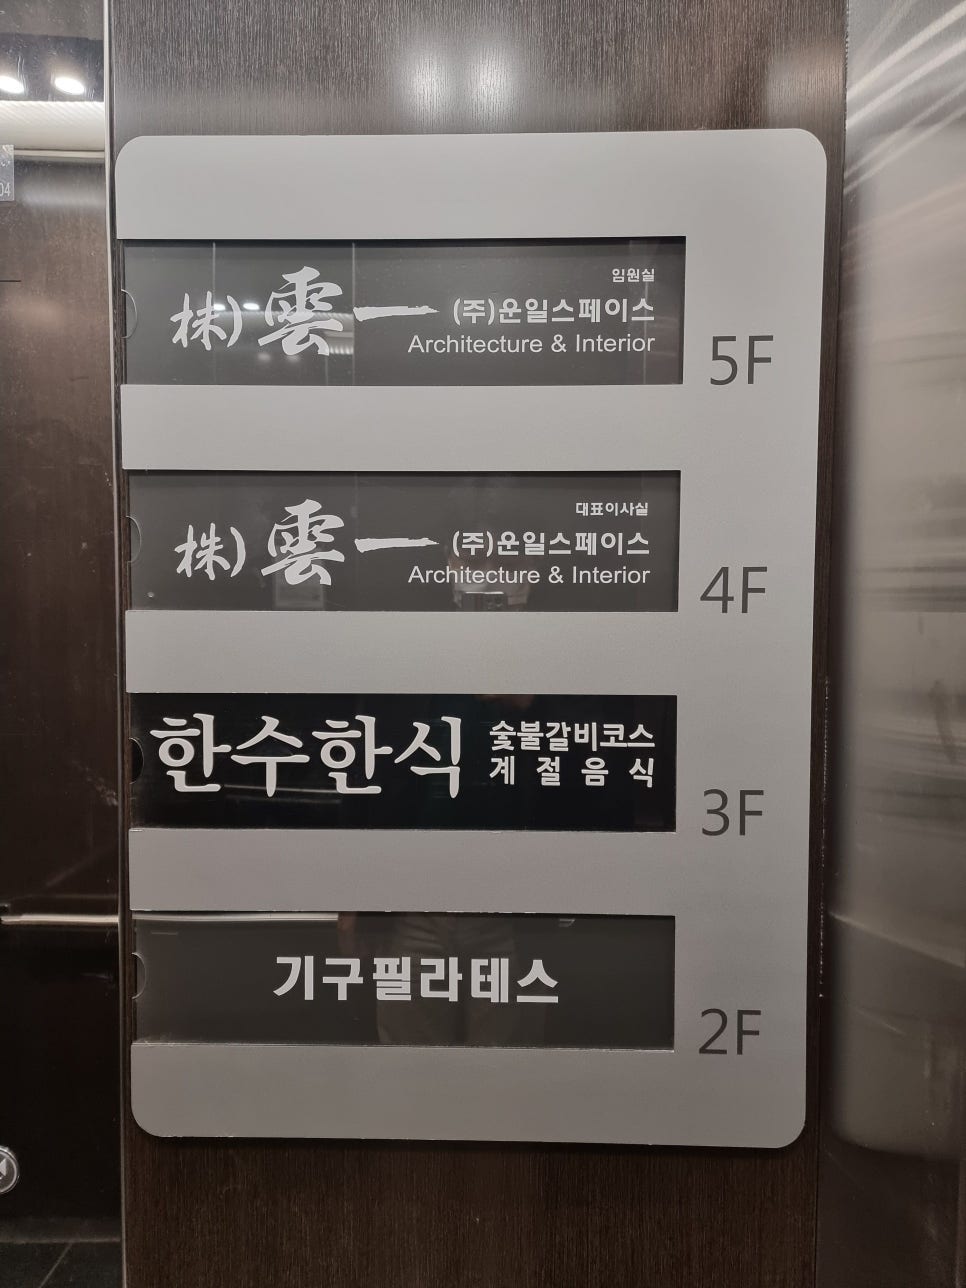 임원실
株) 雲一 (주)운일스페이스
Architecture & Interior
5F
대표이사실
株) 雲一 (주)운일스페이스
Architecture & Interior
4F
한수한식 숯불갈비코스
계절음식
3F
기구필라테스
2F
04